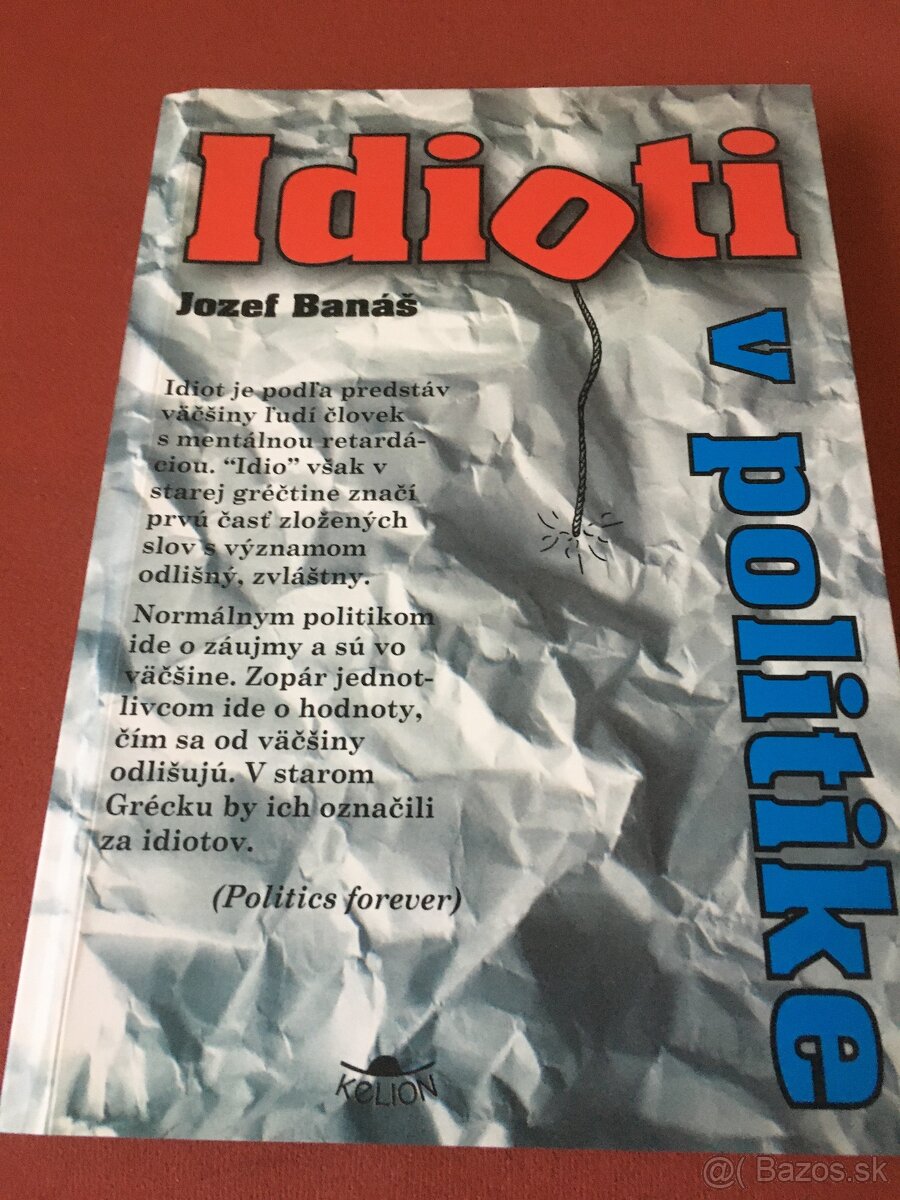 Idioti
v politike
Jozef Banáš
Idiot je podľa predstáv
väčšiny ľudí človek
s mentálnou retardá-
ciou. “Idio” však v
starej gréčtine značí
prvú časť zložených
slov s významom
odlišný, zvláštny.
Normálnym politikom
ide o záujmy a sú vo
väčšine. Zopár jednot-
livcom ide o hodnoty,
čím sa od väčšiny
odlišujú. V starom
Grécku by ich označili
za idiotov.
(Politics forever)
KeLION
@( Bazos.sk